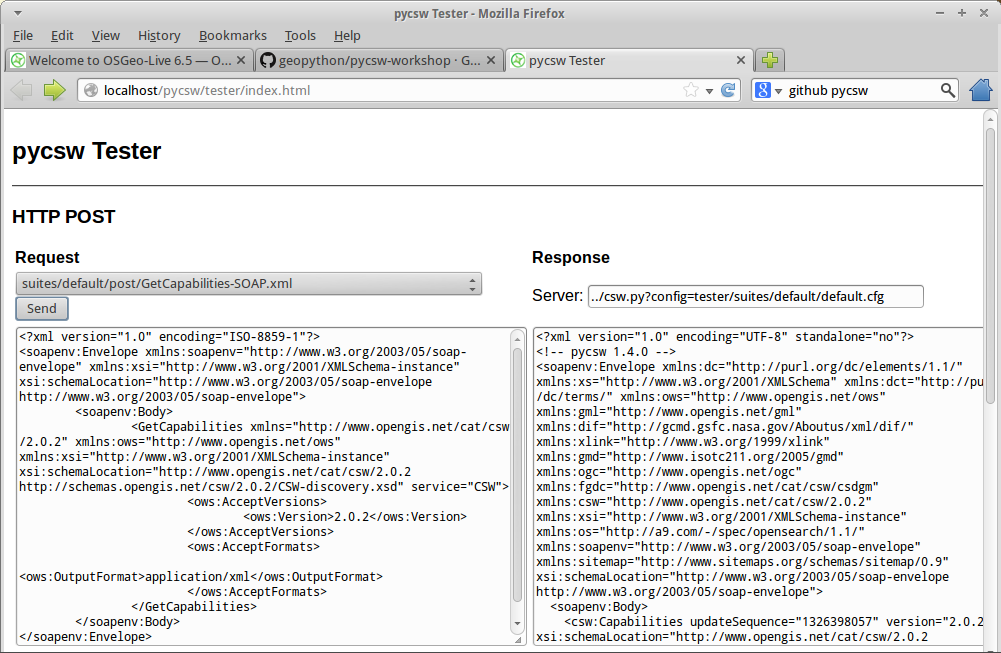 pycsw Tester - Mozilla Firefox
File Edit View History Bookmarks Tools Help
Welcome to OSGeo-Live 6.5 — O...
geopython/pycsw-workshop · G...
pycsw Tester
localhost/pycsw/tester/index.html
8
github pycsw
pycsw Tester
HTTP POST
Request
suites/default/post/GetCapabilities-SOAP.xml
Send
<?xml version="1.0" encoding="ISO-8859-1"?>
<soapenv:Envelope xmlns:soapenv="http://www.w3.org/2003/05/soap-
envelope" xmlns:xsi="http://www.w3.org/2001/XMLSchema-instance"
xsi:schemaLocation="http://www.w3.org/2003/05/soap-envelope
http://www.w3.org/2003/05/soap-envelope">
<soapenv:Body>
<GetCapabilities xmlns="http://www.opengis.net/cat/csw
/2.0.2" xmlns:ows="http://www.opengis.net/ows"
xmlns:xsi="http://www.w3.org/2001/XMLSchema-instance"
xsi:schemaLocation="http://www.opengis.net/cat/csw/2.0.2
http://schemas.opengis.net/csw/2.0.2/CSW-discovery.xsd" service="CSW">
<ows:AcceptVersions>
<ows:Version>2.0.2</ows:Version>
</ows:AcceptVersions>
<ows:AcceptFormats>
<ows:OutputFormat>application/xml</ows:OutputFormat>
</ows:AcceptFormats>
</GetCapabilities>
</soapenv:Body>
</soapenv:Envelope>
Response
Server: ../csw.py?config=tester/suites/default/default.cfg
<?xml version="1.0" encoding="UTF-8" standalone="no"?>
<!-- pycsw 1.4.0 -->
<soapenv:Envelope xmlns:dc="http://purl.org/dc/elements/1.1/"
xmlns:xs="http://www.w3.org/2001/XMLSchema" xmlns:dct="http://pu
/dc/terms/" xmlns:ows="http://www.opengis.net/ows"
xmlns:gml="http://www.opengis.net/gml"
xmlns:dif="http://gcmd.gsfc.nasa.gov/Aboutus/xml/dif/"
xmlns:xlink="http://www.w3.org/1999/xlink"
xmlns:gmd="http://www.isotc211.org/2005/gmd"
xmlns:ogc="http://www.opengis.net/ogc"
xmlns:fgdc="http://www.opengis.net/cat/csw/csdgm"
xmlns:csw="http://www.opengis.net/cat/csw/2.0.2"
xmlns:xsi="http://www.w3.org/2001/XMLSchema-instance"
xmlns:os="http://a9.com/-/spec/opensearch/1.1/"
xmlns:soapenv="http://www.w3.org/2003/05/soap-envelope"
xmlns:sitemap="http://www.sitemaps.org/schemas/sitemap/0.9"
xsi:schemaLocation="http://www.w3.org/2003/05/soap-envelope
http://www.w3.org/2003/05/soap-envelope">
<soapenv:Body>
<csw:Capabilities updateSequence="1326398057" version="2.0.2
xsi:schemaLocation="http://www.opengis.net/cat/csw/2.0.2